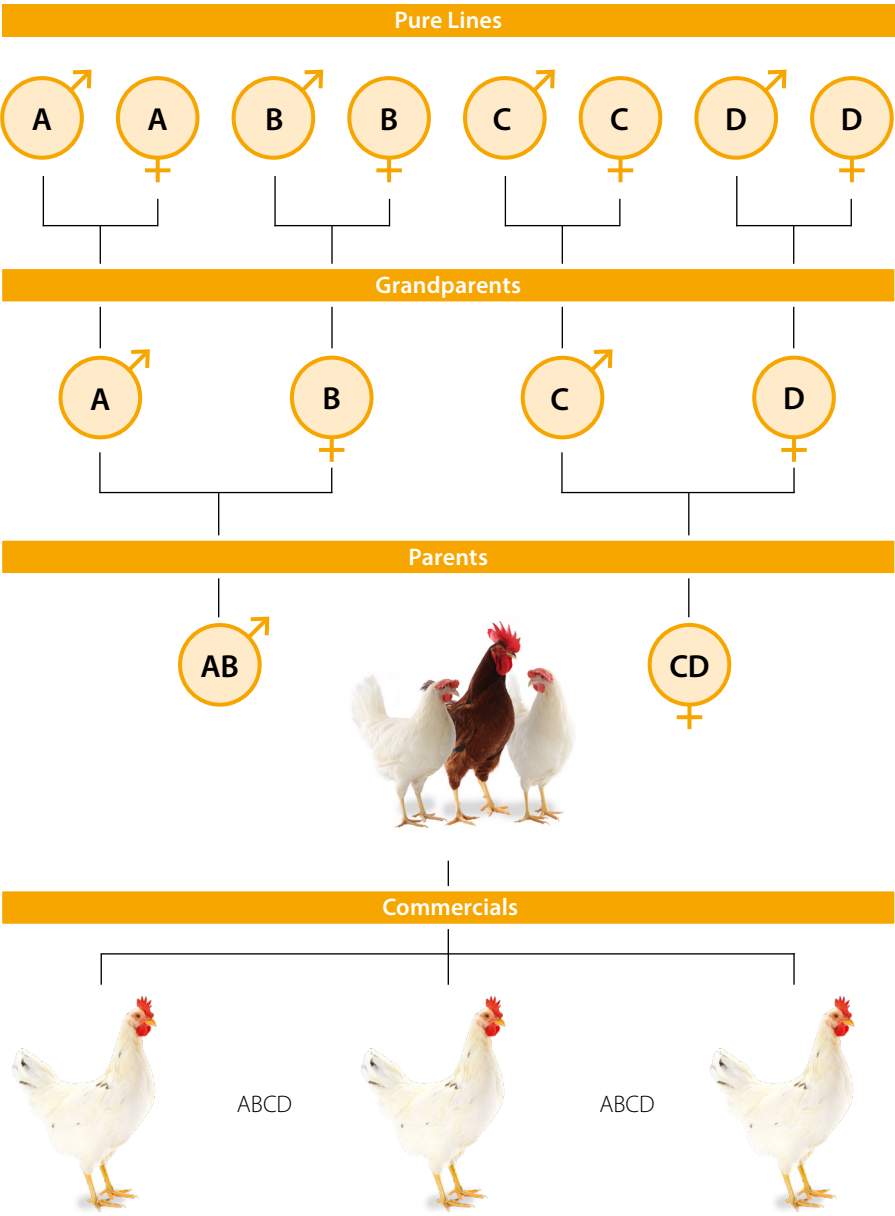 Pure Lines
A A B B C C D D
Grandparents
A B C D
Parents
AB CD
Commercials
ABCD ABCD